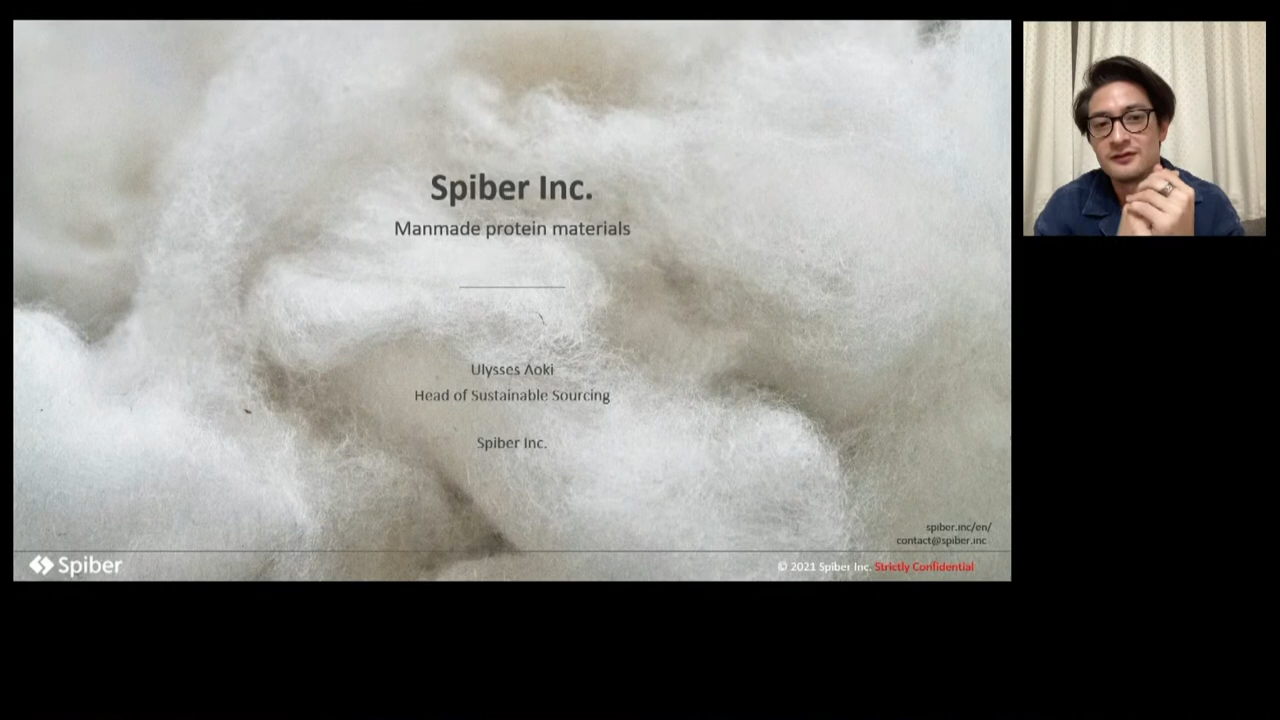 Spiber Inc.
Manmade protein materials
Ulysses Aoki
Head of Sustainable Sourcing
Spiber Inc.
spiber.inc/en/
contact@spiber.inc
Spiber
© 2021 Spiber Inc. Strictly Confidential